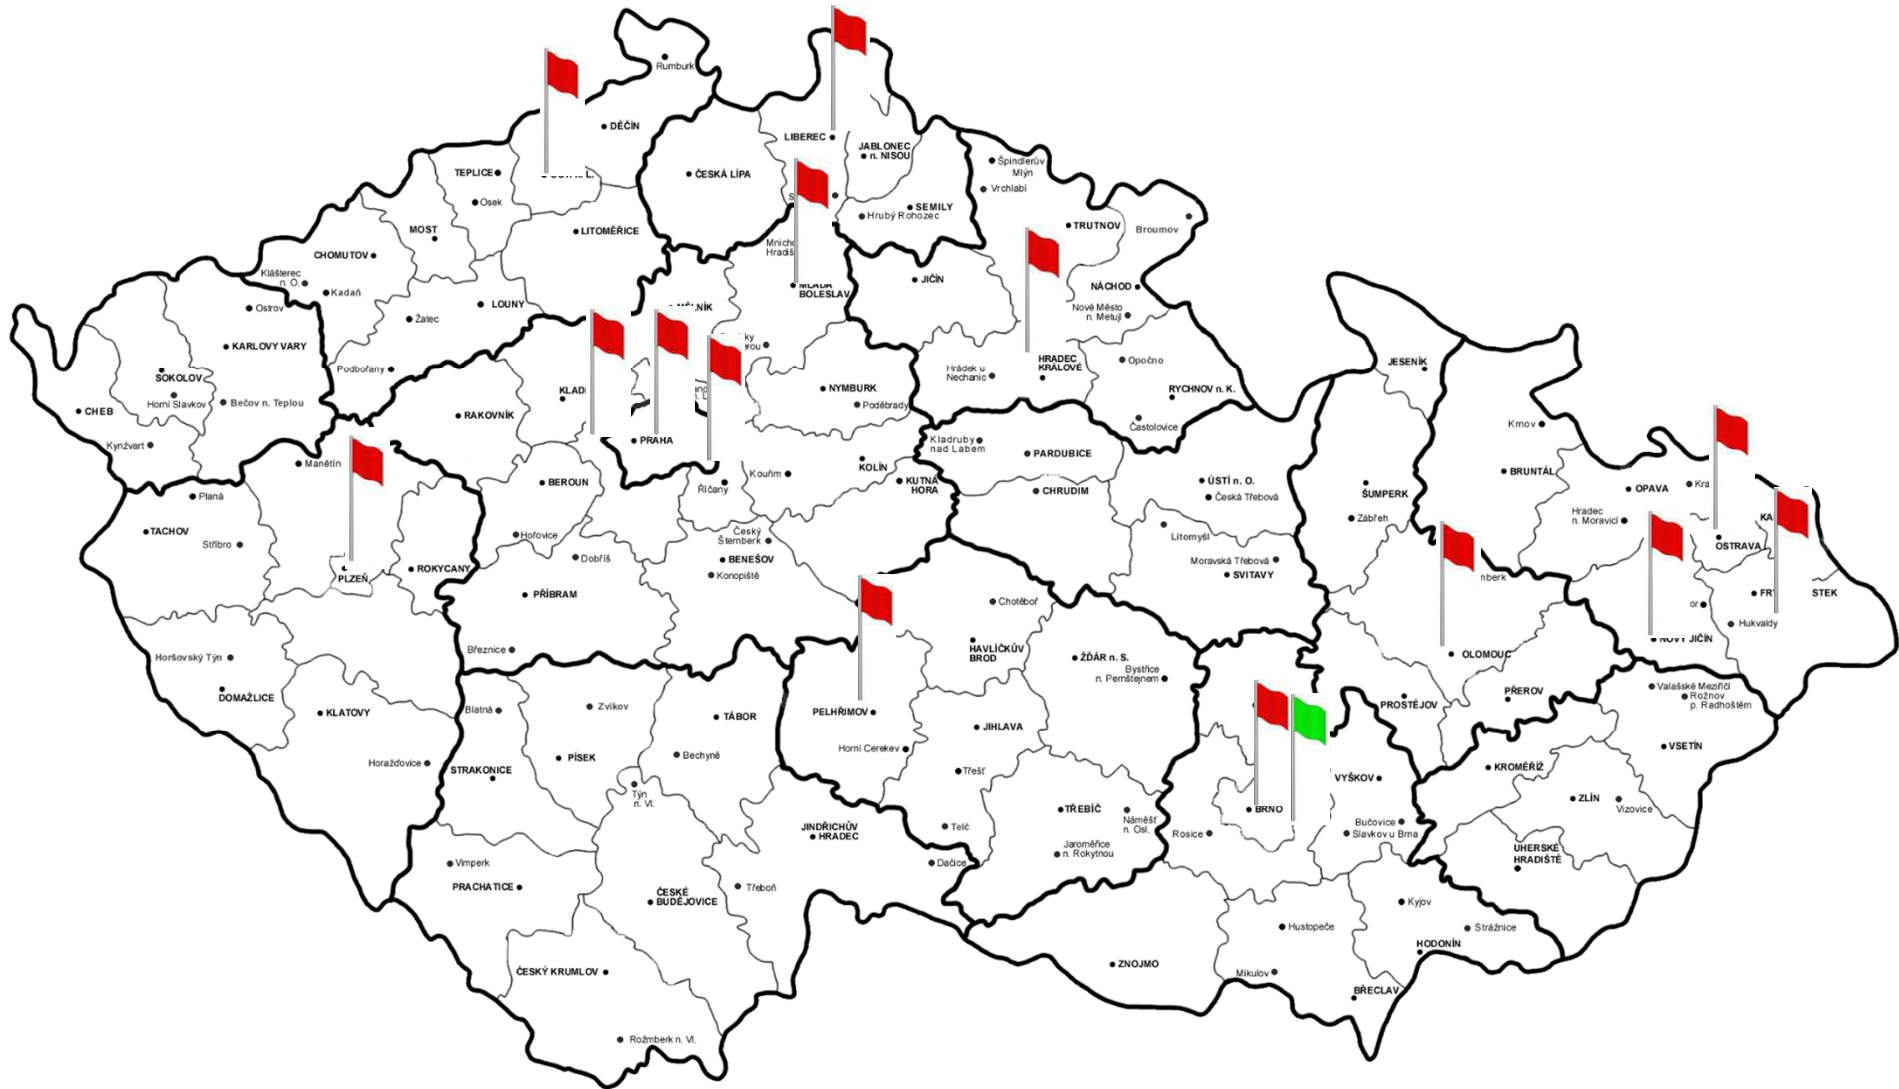 Rumburk
DĚČÍN
LIBEREC
JABLONEC
n. NISOU
TEPLICE
ČESKÁ LÍPA
Špindlerův
Mlýn
Vrchlabí
Osek
SEMILY
Hrubý Rohozec
MOST
LITOMĚŘICE
TRUTNOV
Broumov
CHOMUTOV
Klášterec
n. O.
Kadaň
JIČÍN
NÁCHOD
BOLESLAV
Ostrov
LOUNY
Žatec
Nové Město
n. Metují
KARLOVY VARY
Podbořany
HRADEC
KRÁLOVÉ
Opočno
JESENÍK
SOKOLOV
Hrádek u
Nechanic
Horní Slavkov
Bečov n. Teplou
NYMBURK
RYCHNOV n. K.
CHEB
RAKOVNÍK
Poděbrady
Častolovice
Krnov
Kynžvart
PRAHA
Kladruby
nad Labem
PARDUBICE
Manětín
KOLÍN
Kouřim
BRUNTÁL
Planá
BEROUN
Říčany
KUTNÁ
HORA
CHRUDIM
ÚSTÍ n. O.
Česká Třebová
ŠUMPERK
OPAVA
TACHOV
Stříbro
Hořovice
Český
Šternberk
Litomyšl
Zábřeh
Hradec
n. Moravicí
OSTRAVA
Dobříš
BENEŠOV
Konopiště
Moravská Třebová
SVITAVY
PLZEŇ
ROKYCANY
PŘÍBRAM
Chotěboř
STEK
Hukvaldy
Březnice
HAVLÍČKŮV
BROD
Horšovský Týn
ŽĎÁR n. S.
Bystřice
n. Pernštejnem
OLOMOUC
NOVÝ JIČÍN
DOMAŽLICE
KLATOVY
Blatná
Zvíkov
TÁBOR
PELHŘIMOV
JIHLAVA
PROSTĚJOV
PŘEROV
Valašské Meziříčí
Rožnov
p. Radhoštěm
Horažďovice
STRAKONICE
PÍSEK
Bechyně
Horní Cerekev
Třešť
VYŠKOV
KROMĚŘÍŽ
VSETÍN
Týn
n. Vl.
TŘEBÍČ
Náměšť
n. Osl.
BRNO
ZLÍN
Vizovice
JINDŘICHŮV
HRADEC
Telč
Rosice
Bučovice
Slavkov u Brna
Jaroměřice
n. Rokytnou
Vimperk
PRACHATICE
Třeboň
Dačice
UHERSKÉ
HRADIŠTĚ
ČESKÉ
BUDĚJOVICE
Kyjov
Hustopeče
Strážnice
HODONÍN
ČESKÝ KRUMLOV
ZNOJMO
Mikulov
BŘECLAV
Rožmberk n. Vl.